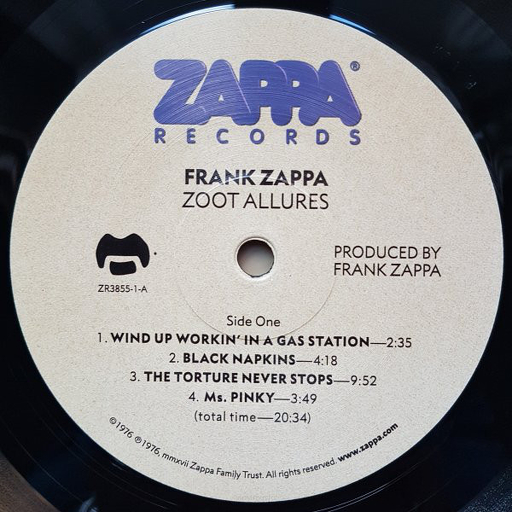 ZAPPA®
RECORDS
FRANK ZAPPA
ZOOT ALLURES
ZR3855-1-A
PRODUCED BY
FRANK ZAPPA
Side One
1. WIND UP WORKIN' IN A GAS STATION—2:35
2. BLACK NAPKINS—4:18
3. THE TORTURE NEVER STOPS—9:52
4. Ms. PINKY—3:49
(total time—20:34)
©1976 ℗1976, mmxvii Zappa Family Trust. All rights reserved. www.zappa.com